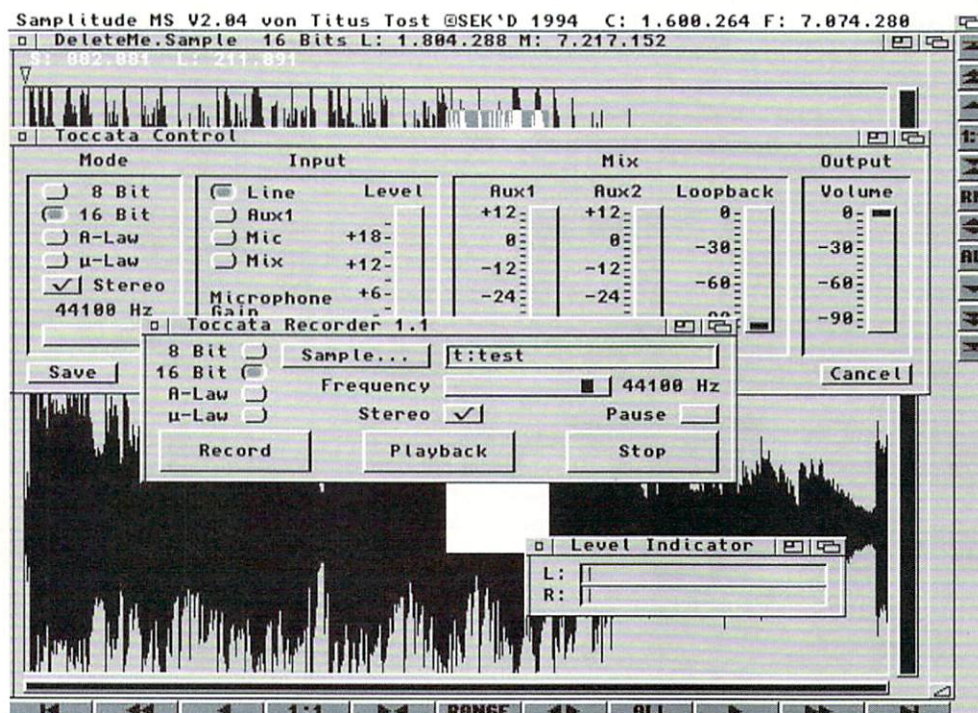 Samplitude MS V2.04 von Titus Tost ©SEK'D 1994 C: 1.600.264 F: 7.074.280
DeleteMe.Sample 16 Bits L: 1.804.288 M: 7.217.152
S: 882.881 L: 211.891
Toccata Control
Mode Input Mix Output
8 Bit
16 Bit
A-Law
µ-Law
Stereo
44100 Hz
Line Level
Aux1
Mic +18
Mix +12
Microphone +6
Gain
Aux1 Aux2 Loopback
+12 +12 0
0 0 -30
-12 -12 -60
-24 -24
Volume
0
-30
-60
-90
Save Cancel
Toccata Recorder 1.1
8 Bit Sample... t:test
16 Bit
Frequency 44100 Hz
A-Law
µ-Law Stereo Pause
Record Playback Stop
Level Indicator
L:
R:
1:1 RANGE ALL